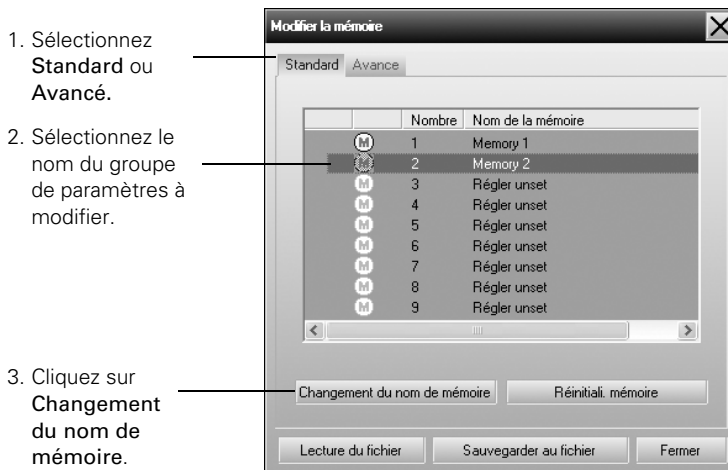 1. Sélectionnez
Standard ou
Avancé.
2. Sélectionnez le
nom du groupe
de paramètres à
modifier.
3. Cliquez sur
Changement
du nom de
mémoire.
Modifier la mémoire
Standard Avance
Nombre Nom de la mémoire
M 1 Memory 1
M 2 Memory 2
M 3 Régler unset
M 4 Régler unset
M 5 Régler unset
M 6 Régler unset
M 7 Régler unset
M 8 Régler unset
M 9 Régler unset
Changement du nom de mémoire Réinitiali. mémoire
Lecture du fichier Sauvegarder au fichier Fermer